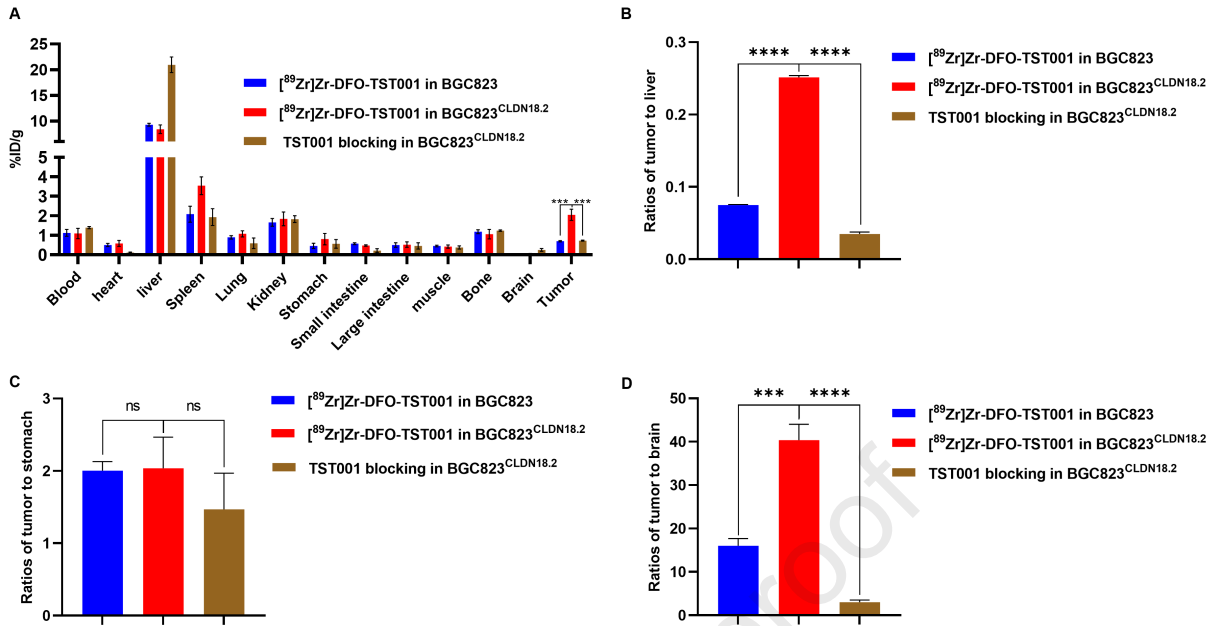 A
%ID/g
25
20
15
10
5
4
3
2
1
0
[89Zr]Zr-DFO-TST001 in BGC823
[89Zr]Zr-DFO-TST001 in BGC823CLDN18.2
TST001 blocking in BGC823CLDN18.2
*** ***
Blood
heart
liver
Spleen
Lung
Kidney
Stomach
Small intestine
Large intestine
muscle
Bone
Brain
Tumor
B
Ratios of tumor to liver
0.3
0.2
0.1
0.0
**** ****
[89Zr]Zr-DFO-TST001 in BGC823
[89Zr]Zr-DFO-TST001 in BGC823CLDN18.2
TST001 blocking in BGC823CLDN18.2
C
Ratios of tumor to stomach
3
2
1
0
ns ns
[89Zr]Zr-DFO-TST001 in BGC823
[89Zr]Zr-DFO-TST001 in BGC823CLDN18.2
TST001 blocking in BGC823CLDN18.2
D
Ratios of tumor to brain
50
40
30
20
10
0
*** ****
[89Zr]Zr-DFO-TST001 in BGC823
[89Zr]Zr-DFO-TST001 in BGC823CLDN18.2
TST001 blocking in BGC823CLDN18.2
roof